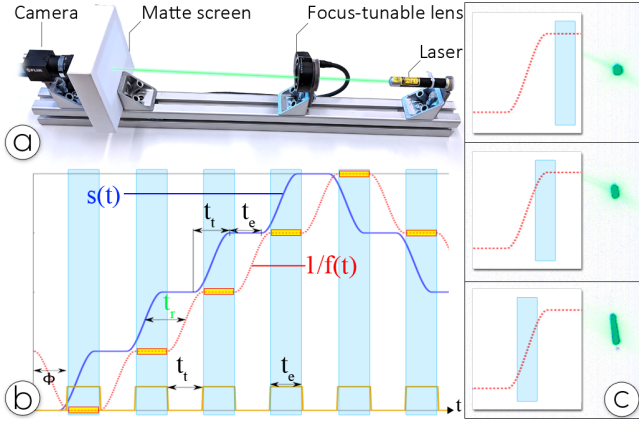 Camera
Matte screen
Focus-tunable lens
Laser
a
s(t)
t_t
t_e
1/f(t)
t_r
ϕ
t_t
t_e
t
b
c